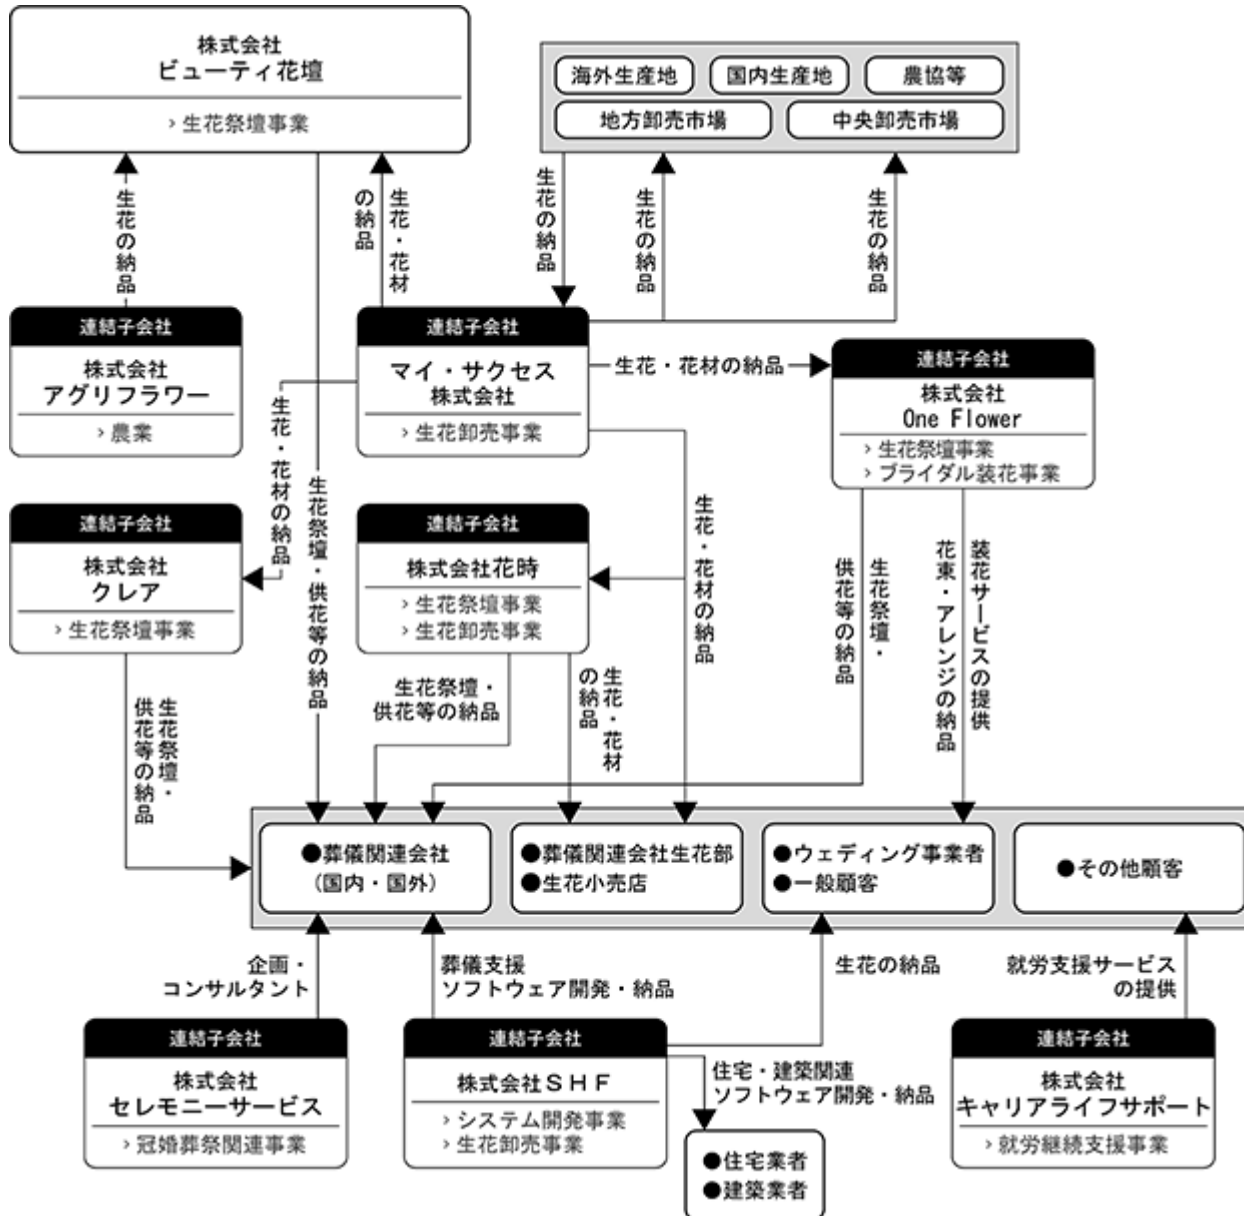 株式会社
ビューティ花壇
› 生花祭壇事業
海外生産地
国内生産地
農協等
地方卸売市場
中央卸売市場
生花の納品
生花・花材
の納品
生花の納品
生花の納品
生花の納品
連結子会社
株式会社
アグリフラワー
› 農業
連結子会社
マイ・サクセス
株式会社
› 生花卸売事業
生花・花材の納品
連結子会社
株式会社
One Flower
› 生花祭壇事業
› ブライダル装花事業
生花・花材の納品
生花祭壇・供花等の納品
生花・花材の納品
生花祭壇・
供花等の納品
装花サービスの提供
花束・アレンジの納品
連結子会社
株式会社
クレア
› 生花祭壇事業
連結子会社
株式会社花時
› 生花祭壇事業
› 生花卸売事業
生花祭壇・
供花等の納品
生花祭壇・
供花等の納品
生花・花材
の納品
●葬儀関連会社
(国内・国外)
●葬儀関連会社生花部
●生花小売店
●ウェディング事業者
●一般顧客
●その他顧客
企画・
コンサルタント
葬儀支援
ソフトウェア開発・納品
生花の納品
就労支援サービス
の提供
連結子会社
株式会社
セレモニーサービス
› 冠婚葬祭関連事業
連結子会社
株式会社SHF
› システム開発事業
› 生花卸売事業
住宅・建築関連
ソフトウェア開発・納品
●住宅業者
●建築業者
連結子会社
株式会社
キャリアライフサポート
› 就労継続支援事業